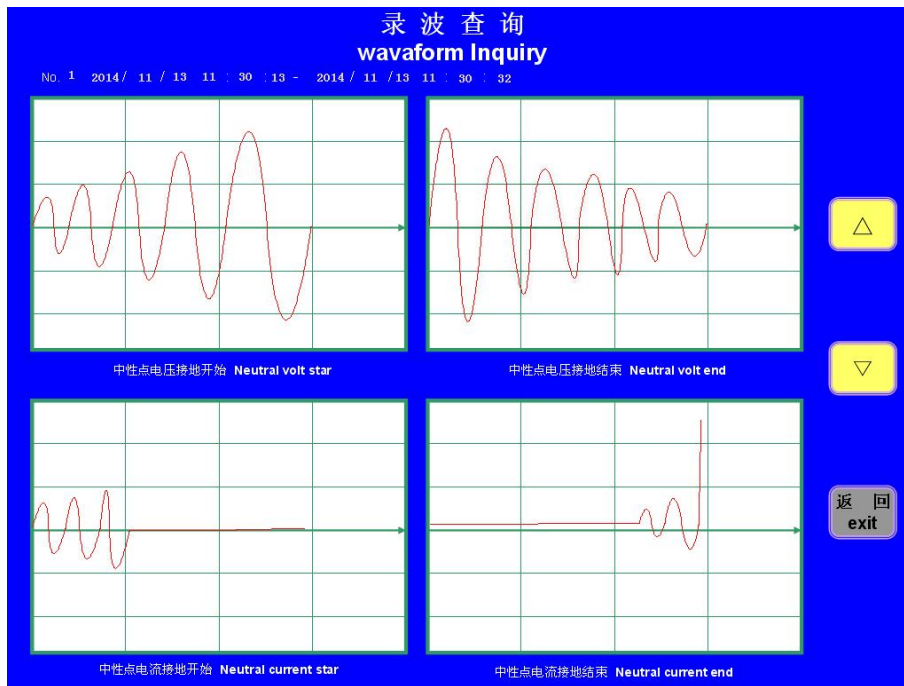 录波查询
wavaform Inquiry
No. 1 2014/ 11 / 13 11 : 30 : 13 - 2014 / 11 /13 11 : 30 : 32
△
中性点电压接地开始 Neutral volt star
中性点电压接地结束 Neutral volt end
▽
返 回
exit
中性点电流接地开始 Neutral current star
中性点电流接地结束 Neutral current end